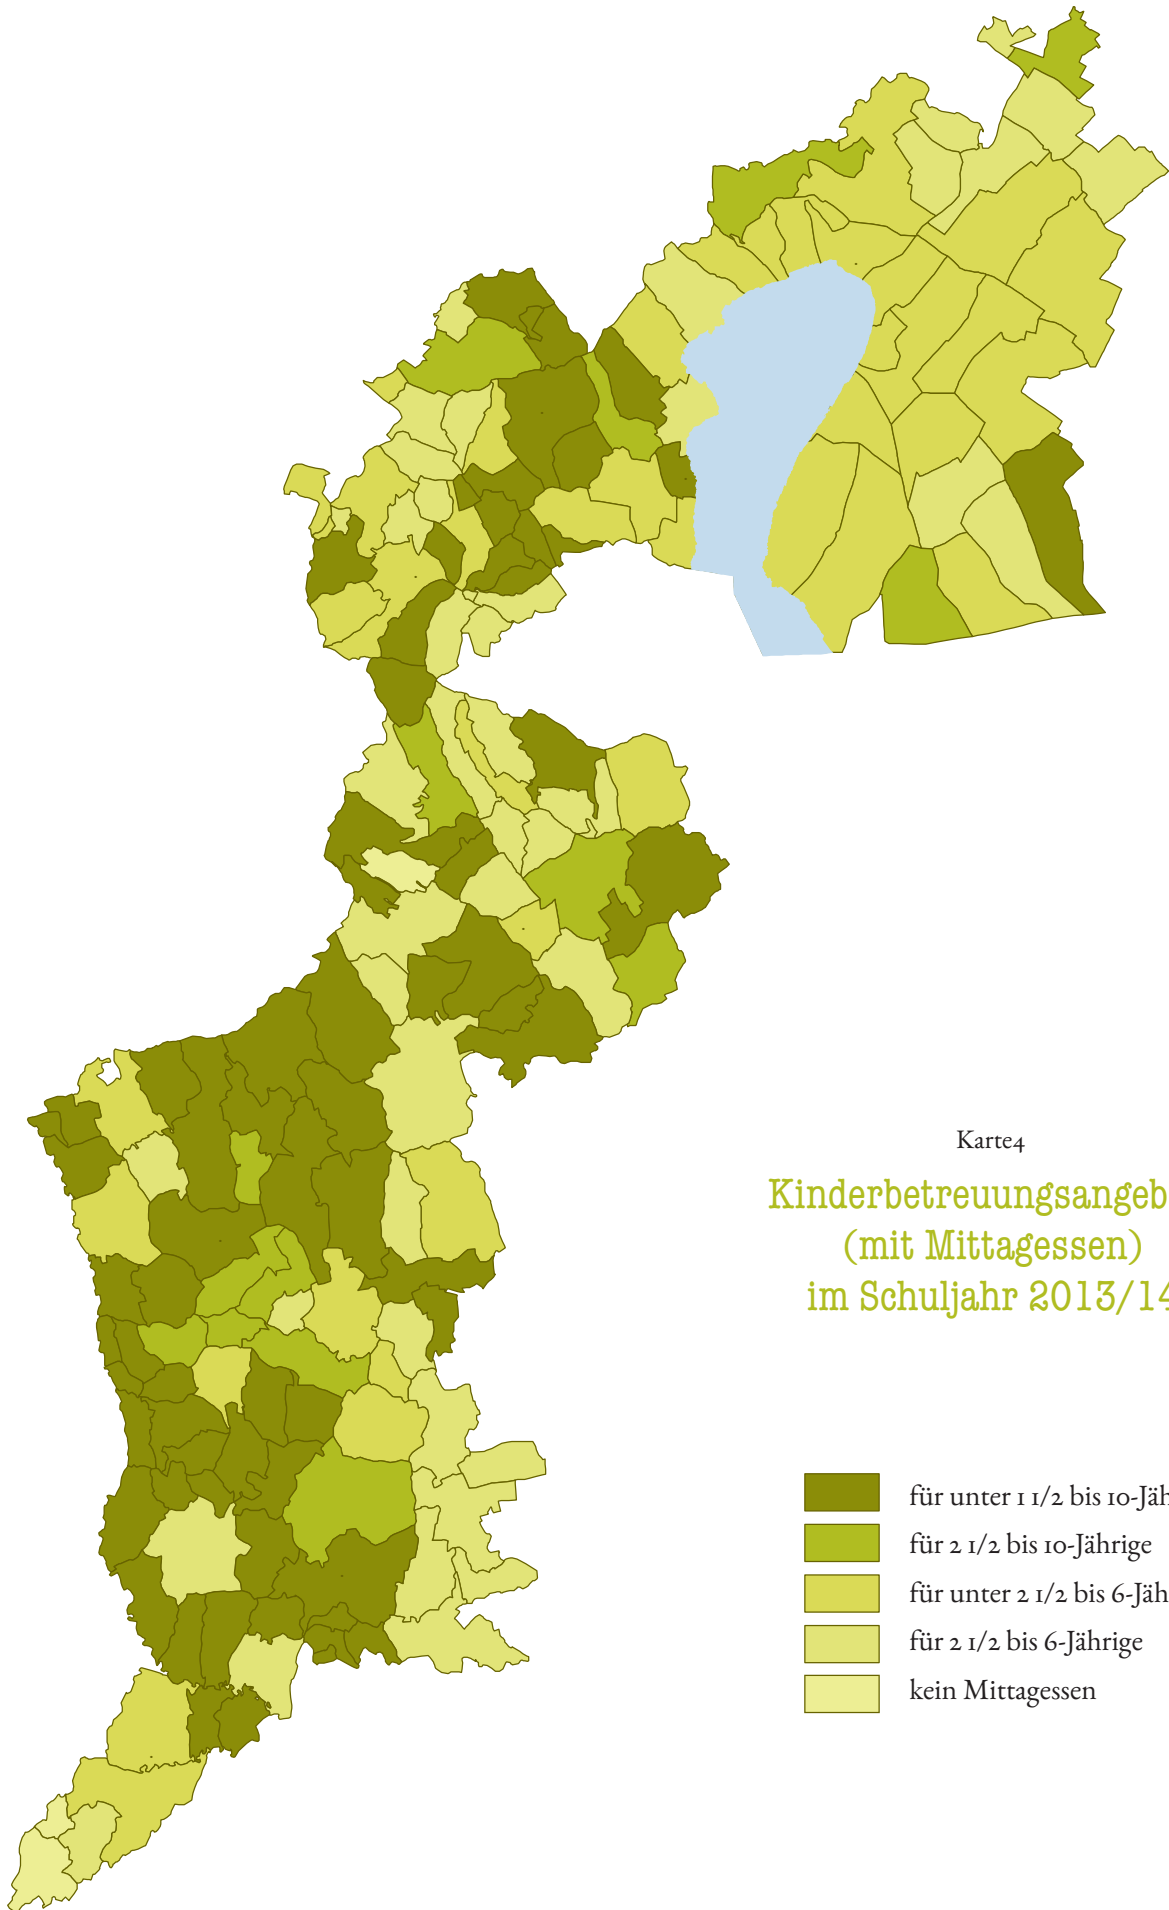 Karte4
Kinderbetreuungsangeb
(mit Mittagessen)
im Schuljahr 2013/14
für unter 1 1/2 bis 10-Jäh
für 2 1/2 bis 10-Jährige
für unter 2 1/2 bis 6-Jäh
für 2 1/2 bis 6-Jährige
kein Mittagessen